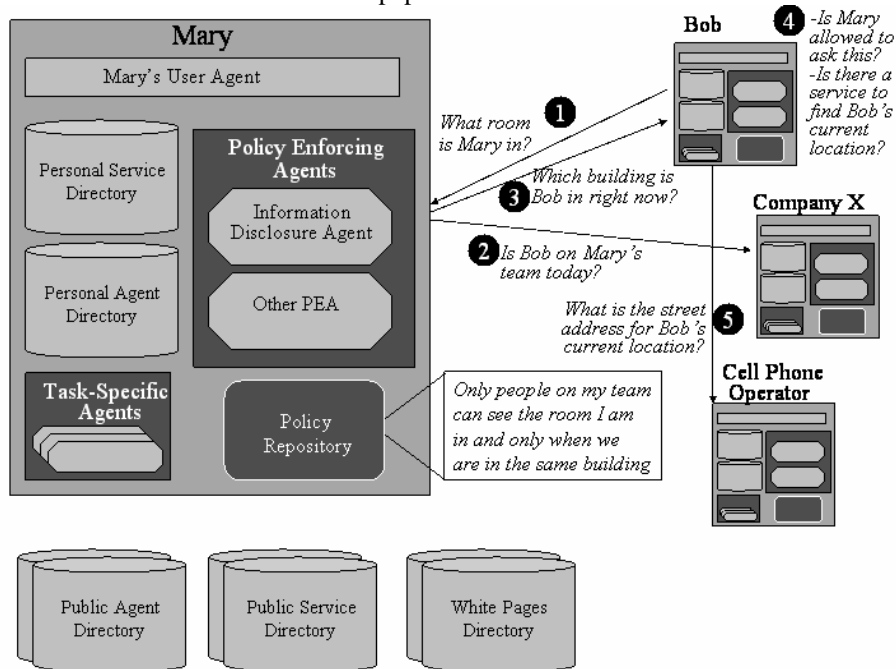 Mary
Mary's User Agent
Personal Service
Directory
Personal Agent
Directory
Policy Enforcing
Agents
Information
Disclosure Agent
Other PEA
Task-Specific
Agents
Policy
Repository
Only people on my team
can see the room I am
in and only when we
are in the same building
1
What room
is Mary in?
3
Which building is
Bob in right now?
2
Is Bob on Mary's
team today?
Bob
4
-Is Mary
allowed to
ask this?
-Is there a
service to
find Bob's
current
location?
Company X
What is the street
address for Bob's
current location?
5
Cell Phone
Operator
Public Agent
Directory
Public Service
Directory
White Pages
Directory